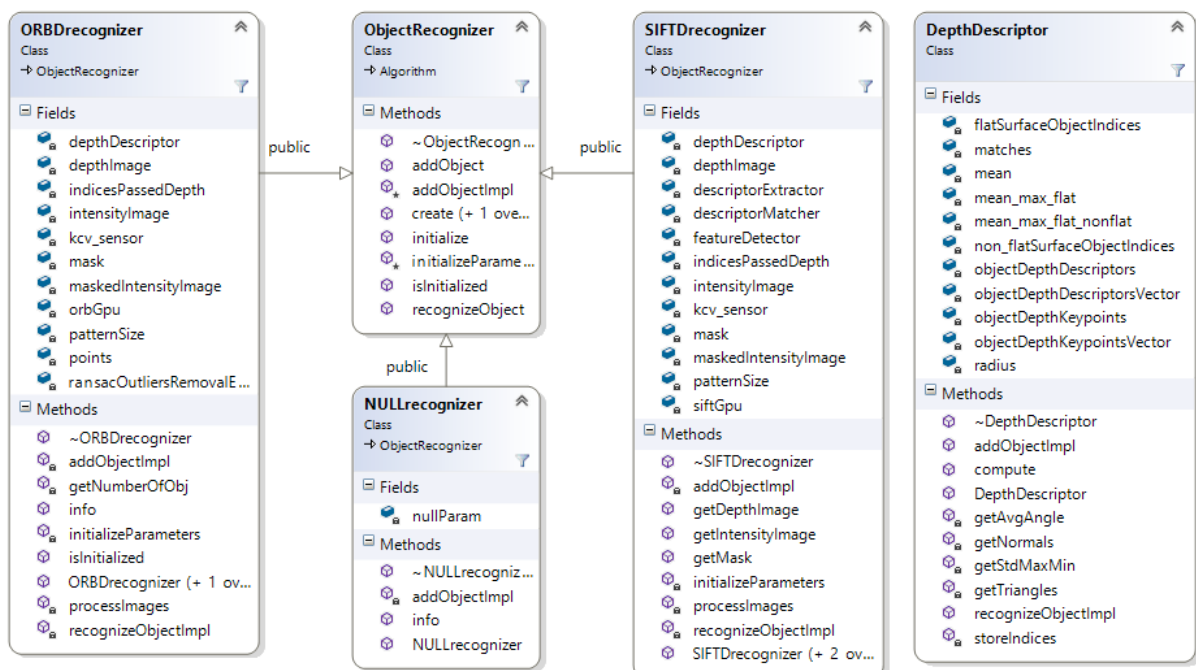 ORBDrecognizer
Class
ObjectRecognizer
Fields
depthDescriptor
depthImage
indicesPassedDepth
intensityImage
kcv_sensor
mask
maskedIntensityImage
orbGpu
patternSize
points
ransacOutliersRemovalE...
Methods
~ORBDrecognizer
addObjectImpl
getNumberOfObj
info
initializeParameters
isInitialized
ORBDrecognizer (+ 1 ov...
processImages
recognizeObjectImpl
public
ObjectRecognizer
Class
Algorithm
Methods
~ObjectRecogn...
addObject
addObjectImpl
create (+ 1 ove...
initialize
initializeParame...
isInitialized
recognizeObject
public
public
NULLrecognizer
Class
ObjectRecognizer
Fields
nullParam
Methods
~NULLrecogniz...
addObjectImpl
info
NULLrecognizer
SIFTDrecognizer
Class
ObjectRecognizer
Fields
depthDescriptor
depthImage
descriptorExtractor
descriptorMatcher
featureDetector
indicesPassedDepth
intensityImage
kcv_sensor
mask
maskedIntensityImage
patternSize
siftGpu
Methods
~SIFTDrecognizer
addObjectImpl
getDepthImage
getIntensityImage
getMask
initializeParameters
processImages
recognizeObjectImpl
SIFTDrecognizer (+ 2 ov...
DepthDescriptor
Class
Fields
flatSurfaceObjectIndices
matches
mean
mean_max_flat
mean_max_flat_nonflat
non_flatSurfaceObjectIndices
objectDepthDescriptors
objectDepthDescriptorsVector
objectDepthKeypoints
objectDepthKeypointsVector
radius
Methods
~DepthDescriptor
addObjectImpl
compute
DepthDescriptor
getAvgAngle
getNormals
getStdMaxMin
getTriangles
recognizeObjectImpl
storeIndices